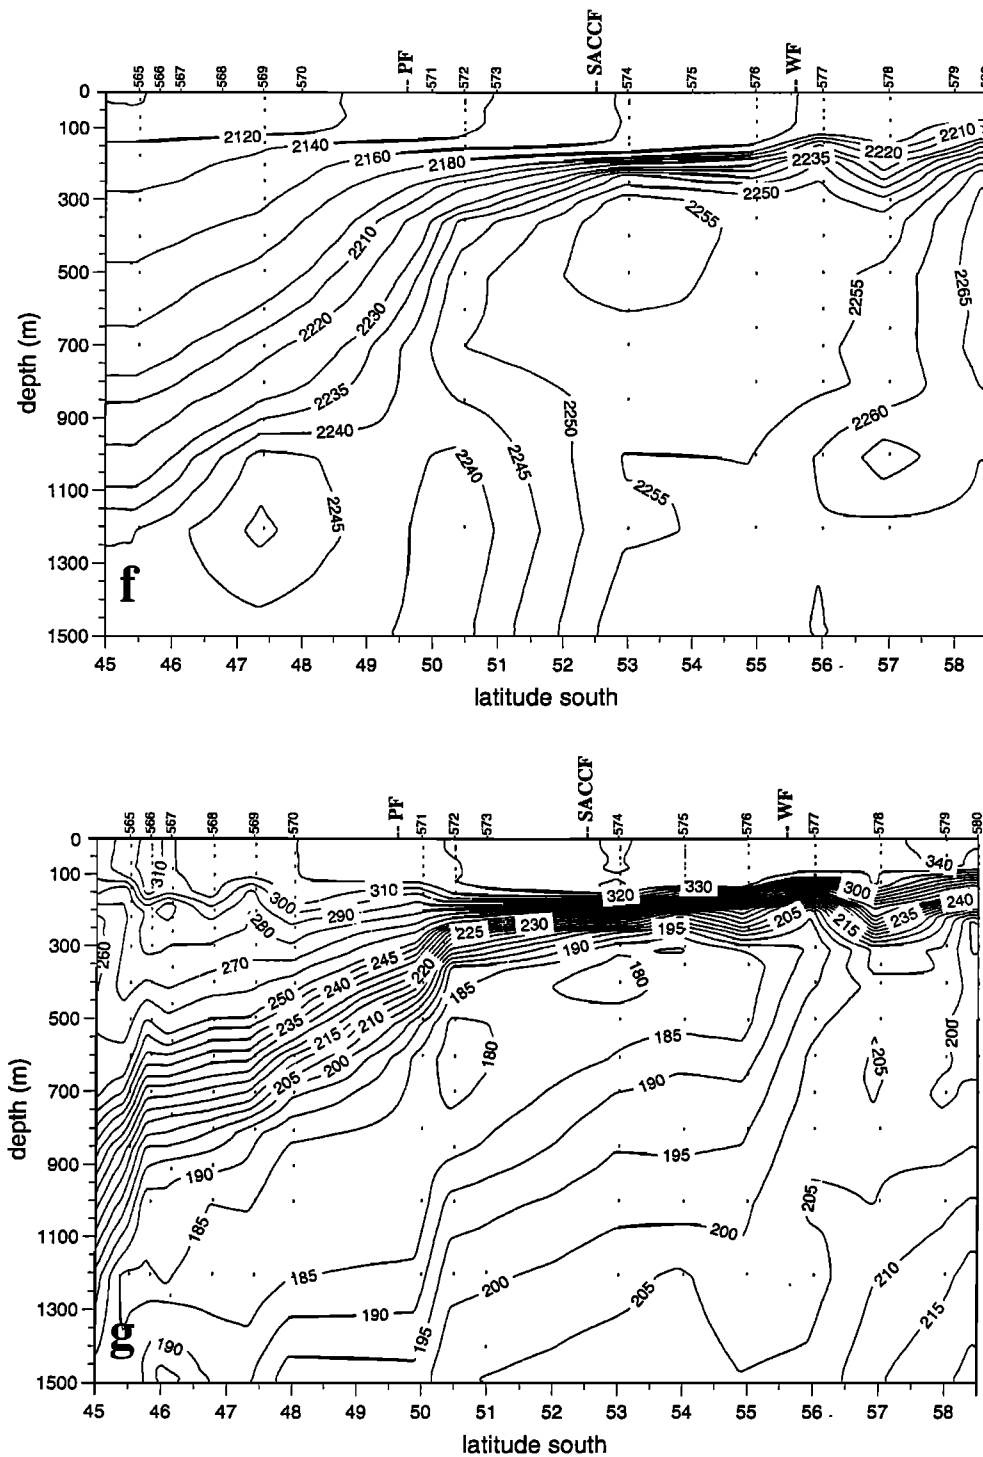 PF SACCF WF
565 566 567 568 569 570 571 572 573 574 575 576 577 578 579
0 100 300 500 700 900 1100 1300 1500
depth (m)
2120 2140 2160 2180 2210 2220 2230 2235 2240 2245
2240 2245 2250 2255 2255 2250 2235 2220 2210
2255 2265 2260
f
45 46 47 48 49 50 51 52 53 54 55 56 57 58
latitude south
PF SACCF WF
565 566 567 568 569 570 571 572 573 574 575 576 577 578 579 580
0 100 300 500 700 900 1100 1300 1500
depth (m)
310 300 310 290 280 270 260 250 245 240 235 220 215 210 205 200
320 330 340 300 225 230 195 205 215 235 240
190 185 180 180 185 190 195 200
<205 200 205 210 215
190 185 185 190 195 200 205 190
g
45 46 47 48 49 50 51 52 53 54 55 56 57 58
latitude south